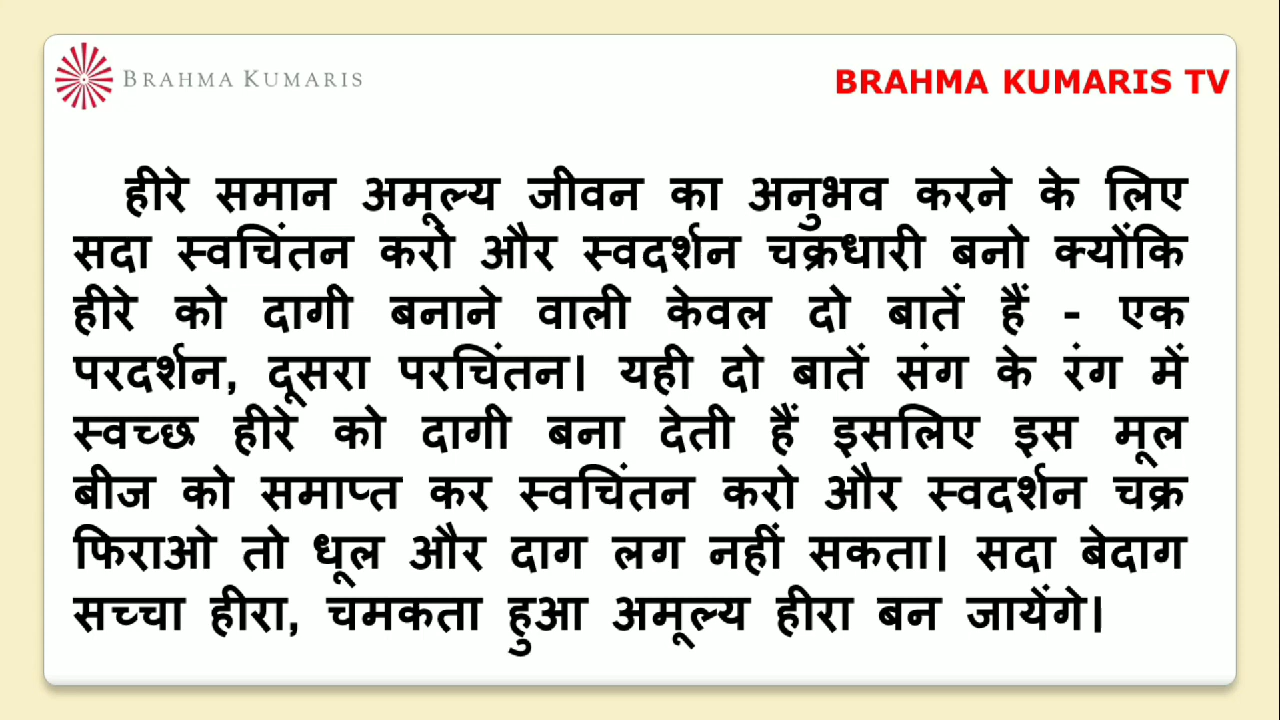 BRAHMA KUMARIS
BRAHMA KUMARIS TV
हीरे समान अमूल्य जीवन का अनुभव करने के लिए
सदा स्वचिंतन करो और स्वदर्शन चक्रधारी बनो क्योंकि
हीरे को दागी बनाने वाली केवल दो बातें हैं - एक
परदर्शन, दूसरा परचिंतन। यही दो बातें संग के रंग में
स्वच्छ हीरे को दागी बना देती हैं इसलिए इस मूल
बीज को समाप्त कर स्वचिंतन करो और स्वदर्शन चक्र
फिराओ तो धूल और दाग लग नहीं सकता। सदा बेदाग
सच्चा हीरा, चमकता हुआ अमूल्य हीरा बन जायेंगे।